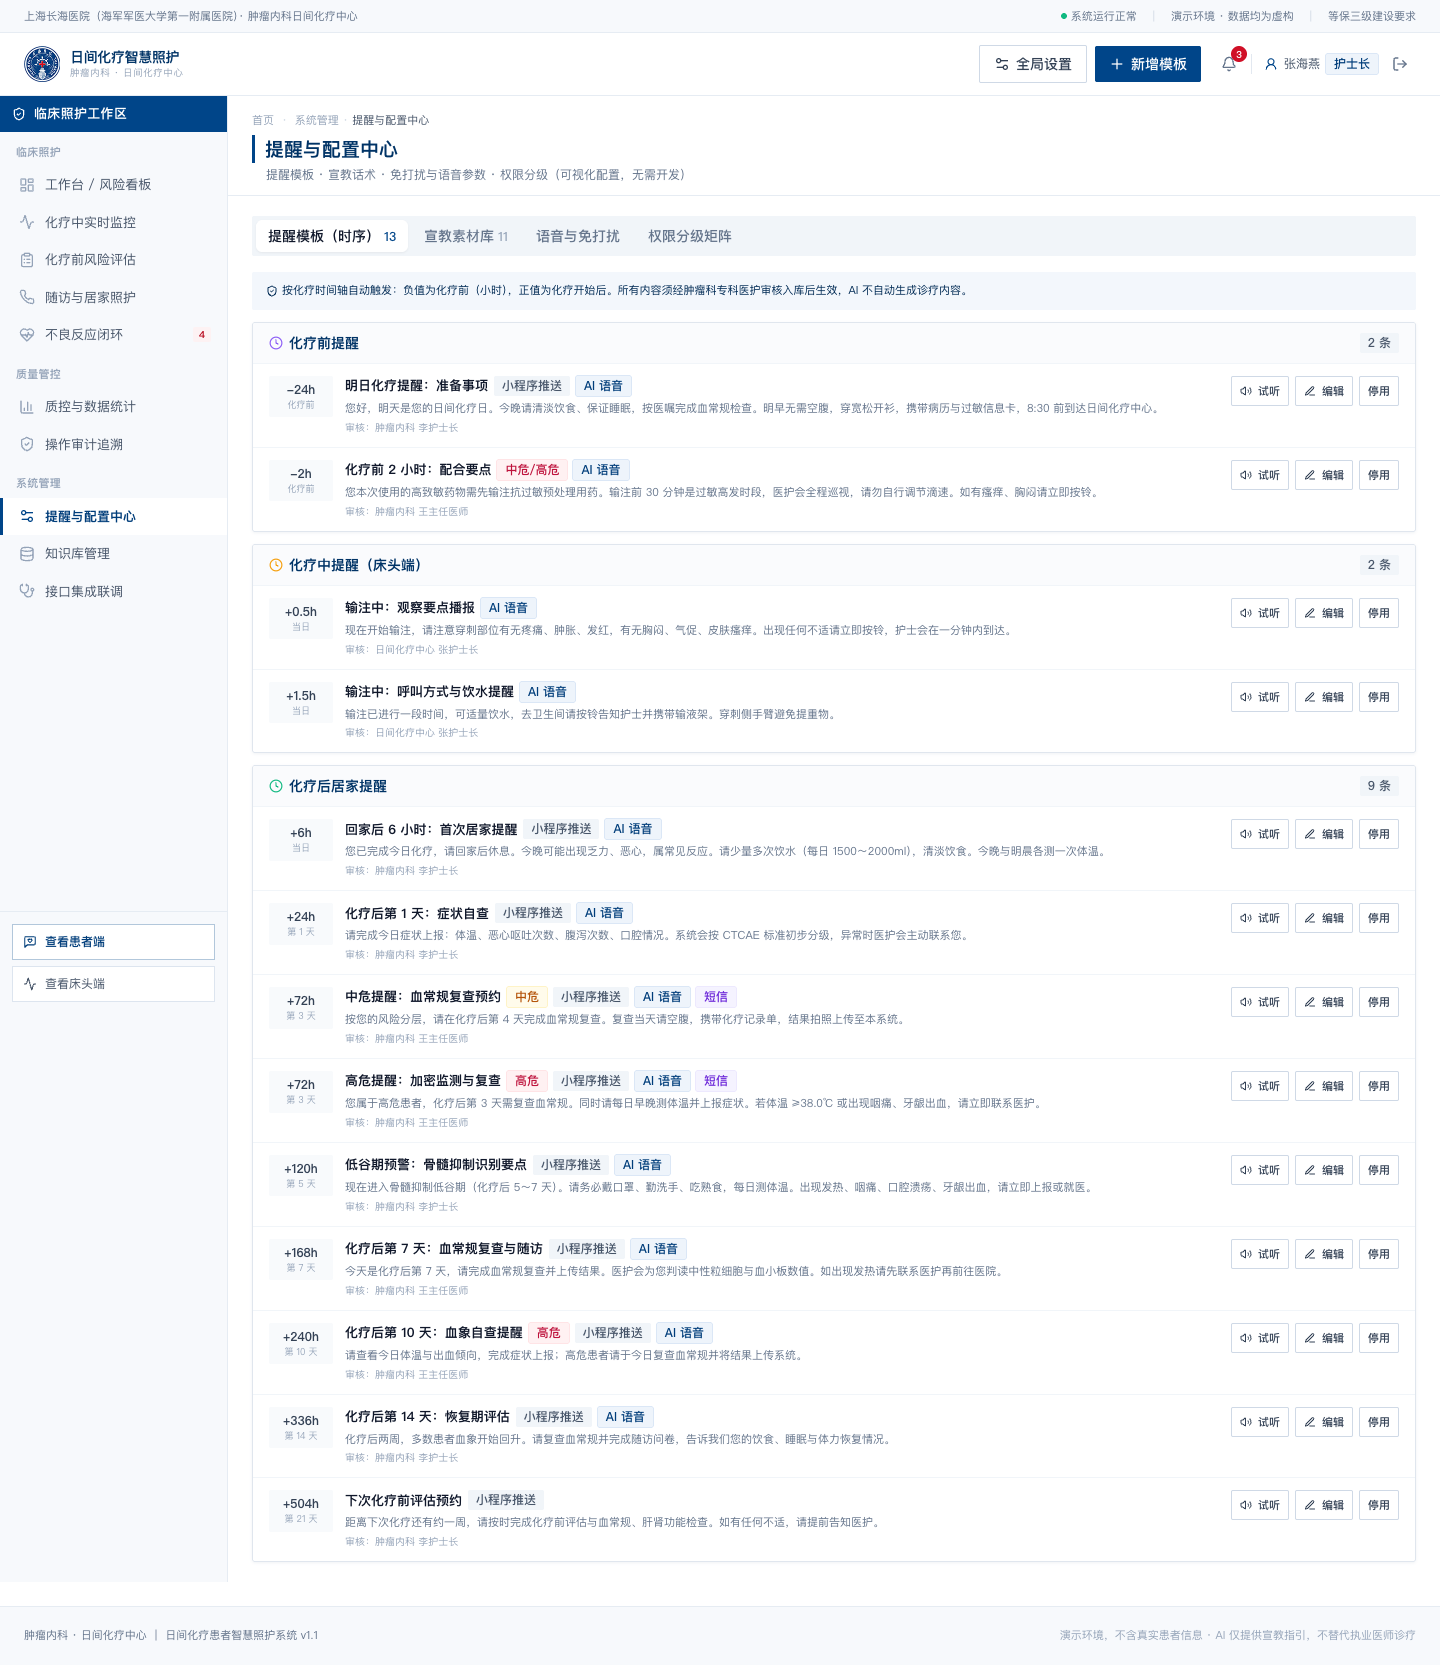 上海长海医院（海军军医大学第一附属医院）· 肿瘤内科日间化疗中心
系统运行正常 | 演示环境 · 数据均为虚构 | 等保三级建设要求
日间化疗智慧照护
肿瘤内科 · 日间化疗中心
全局设置
新增模板
3
张海燕 护士长
临床照护工作区
临床照护
工作台 / 风险看板
化疗中实时监控
化疗前风险评估
随访与居家照护
不良反应闭环 4
质量管控
质控与数据统计
操作审计追溯
系统管理
提醒与配置中心
知识库管理
接口集成联调
查看患者端
查看床头端
首页 · 系统管理 · 提醒与配置中心
提醒与配置中心
提醒模板 · 宣教话术 · 免打扰与语音参数 · 权限分级（可视化配置，无需开发）
提醒模板（时序） 13 宣教素材库 11 语音与免打扰 权限分级矩阵
按化疗时间轴自动触发：负值为化疗前（小时），正值为化疗开始后。所有内容须经肿瘤科专科医护审核入库后生效，AI 不自动生成诊疗内容。
化疗前提醒 2 条
−24h
化疗前
明日化疗提醒：准备事项 小程序推送 AI 语音
您好，明天是您的日间化疗日。今晚请清淡饮食、保证睡眠，按医嘱完成血常规检查。明早无需空腹，穿宽松开衫，携带病历与过敏信息卡，8:30 前到达日间化疗中心。
审核：肿瘤内科 李护士长
试听 编辑 停用
−2h
化疗前
化疗前 2 小时：配合要点 中危/高危 AI 语音
您本次使用的高致敏药物需先输注抗过敏预处理用药。输注前 30 分钟是过敏高发时段，医护会全程巡视，请勿自行调节滴速。如有瘙痒、胸闷请立即按铃。
审核：肿瘤内科 王主任医师
试听 编辑 停用
化疗中提醒（床头端） 2 条
+0.5h
当日
输注中：观察要点播报 AI 语音
现在开始输注，请注意穿刺部位有无疼痛、肿胀、发红，有无胸闷、气促、皮肤瘙痒。出现任何不适请立即按铃，护士会在一分钟内到达。
审核：日间化疗中心 张护士长
试听 编辑 停用
+1.5h
当日
输注中：呼叫方式与饮水提醒 AI 语音
输注已进行一段时间，可适量饮水，去卫生间请按铃告知护士并携带输液架。穿刺侧手臂避免提重物。
审核：日间化疗中心 张护士长
试听 编辑 停用
化疗后居家提醒 9 条
+6h
当日
回家后 6 小时：首次居家提醒 小程序推送 AI 语音
您已完成今日化疗，请回家后休息。今晚可能出现乏力、恶心，属常见反应。请少量多次饮水（每日 1500～2000ml），清淡饮食。今晚与明晨各测一次体温。
审核：肿瘤内科 李护士长
试听 编辑 停用
+24h
第 1 天
化疗后第 1 天：症状自查 小程序推送 AI 语音
请完成今日症状上报：体温、恶心呕吐次数、腹泻次数、口腔情况。系统会按 CTCAE 标准初步分级，异常时医护会主动联系您。
审核：肿瘤内科 李护士长
试听 编辑 停用
+72h
第 3 天
中危提醒：血常规复查预约 中危 小程序推送 AI 语音 短信
按您的风险分层，请在化疗后第 4 天完成血常规复查。复查当天请空腹，携带化疗记录单，结果拍照上传至本系统。
审核：肿瘤内科 王主任医师
试听 编辑 停用
+72h
第 3 天
高危提醒：加密监测与复查 高危 小程序推送 AI 语音 短信
您属于高危患者，化疗后第 3 天需复查血常规。同时请每日早晚测体温并上报症状。若体温 ≥38.0℃ 或出现咽痛、牙龈出血，请立即联系医护。
审核：肿瘤内科 王主任医师
试听 编辑 停用
+120h
第 5 天
低谷期预警：骨髓抑制识别要点 小程序推送 AI 语音
现在进入骨髓抑制低谷期（化疗后 5～7 天）。请务必戴口罩、勤洗手、吃熟食，每日测体温。出现发热、咽痛、口腔溃疡、牙龈出血，请立即上报或就医。
审核：肿瘤内科 李护士长
试听 编辑 停用
+168h
第 7 天
化疗后第 7 天：血常规复查与随访 小程序推送 AI 语音
今天是化疗后第 7 天，请完成血常规复查并上传结果。医护会为您判读中性粒细胞与血小板数值。如出现发热请先联系医护再前往医院。
审核：肿瘤内科 王主任医师
试听 编辑 停用
+240h
第 10 天
化疗后第 10 天：血象自查提醒 高危 小程序推送 AI 语音
请查看今日体温与出血倾向，完成症状上报；高危患者请于今日复查血常规并将结果上传系统。
审核：肿瘤内科 王主任医师
试听 编辑 停用
+336h
第 14 天
化疗后第 14 天：恢复期评估 小程序推送 AI 语音
化疗后两周，多数患者血象开始回升。请复查血常规并完成随访问卷，告诉我们您的饮食、睡眠与体力恢复情况。
审核：肿瘤内科 李护士长
试听 编辑 停用
+504h
第 21 天
下次化疗前评估预约 小程序推送
距离下次化疗还有约一周，请按时完成化疗前评估与血常规、肝肾功能检查。如有任何不适，请提前告知医护。
审核：肿瘤内科 李护士长
试听 编辑 停用
肿瘤内科 · 日间化疗中心 | 日间化疗患者智慧照护系统 v1.1
演示环境，不含真实患者信息 · AI 仅提供宣教指引，不替代执业医师诊疗